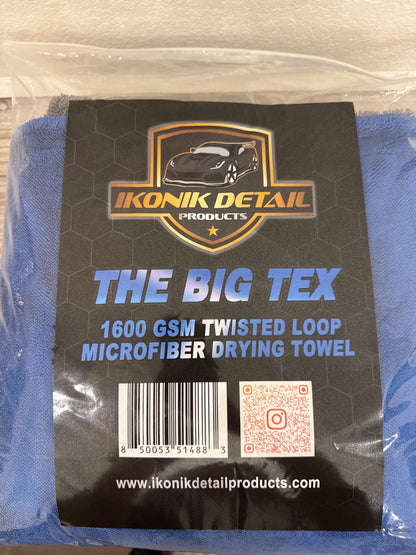 IKONIK DETAIL
PRODUCTS
THE BIG TEX
1600 GSM TWISTED LOOP
MICROFIBER DRYING TOWEL
8 50053 51488 3
www.ikonikdetailproducts.com